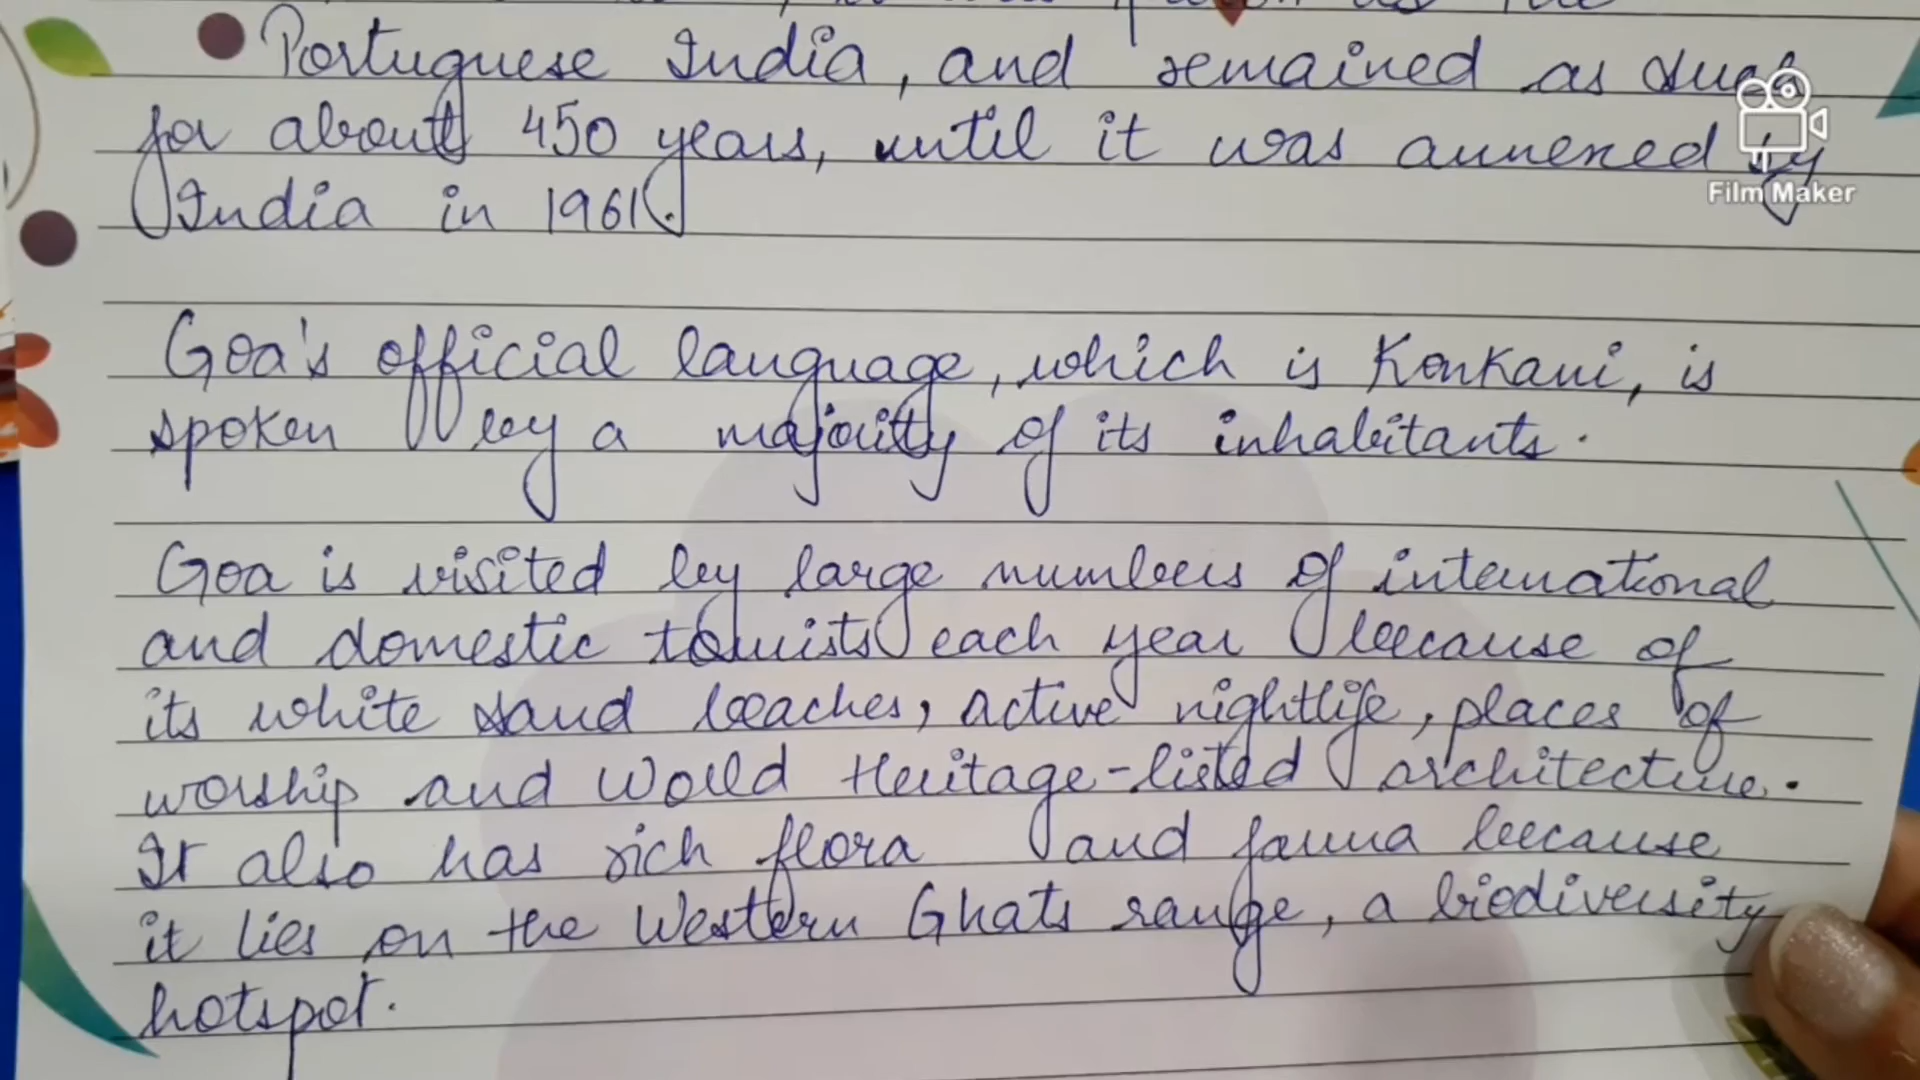 as the
Portuguese India, and remained as such
for about 450 years, until it was annexed by
India in 1961.
Goa's official language, which is Konkani, is
spoken by a majority of its inhabitants.
Goa is visited by large numbers of international
and domestic tourists each year because of
its white sand beaches, active nightlife, places of
worship and World Heritage-listed architecture.
It also has rich flora and fauna because
it lies on the Western Ghats range, a biodiversity
hotspot.
Film Maker